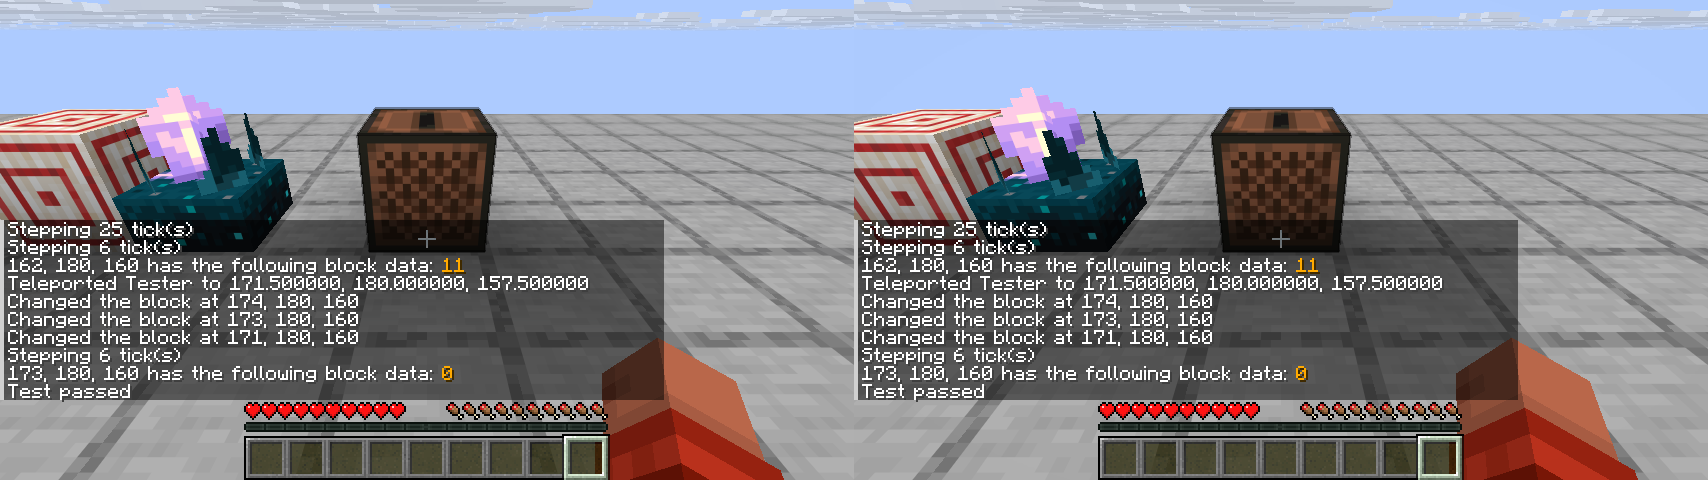 Stepping 25 tick(s)
Stepping 6 tick(s)
162, 180, 160 has the following block data: 11
Teleported Tester to 171.500000, 180.000000, 157.500000
Changed the block at 174, 180, 160
Changed the block at 173, 180, 160
Changed the block at 171, 180, 160
Stepping 6 tick(s)
173, 180, 160 has the following block data: 0
Test passed
Stepping 25 tick(s)
Stepping 6 tick(s)
162, 180, 160 has the following block data: 11
Teleported Tester to 171.500000, 180.000000, 157.500000
Changed the block at 174, 180, 160
Changed the block at 173, 180, 160
Changed the block at 171, 180, 160
Stepping 6 tick(s)
173, 180, 160 has the following block data: 0
Test passed